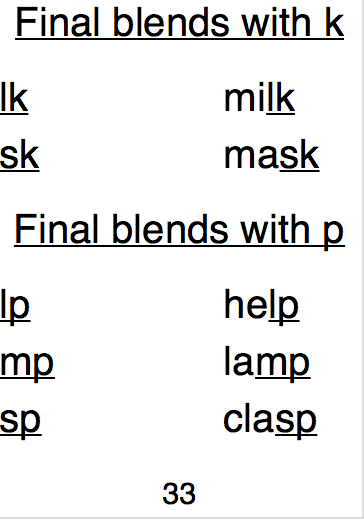 Final blends with k
lk milk
sk mask
Final blends with p
lp help
mp lamp
sp clasp
33